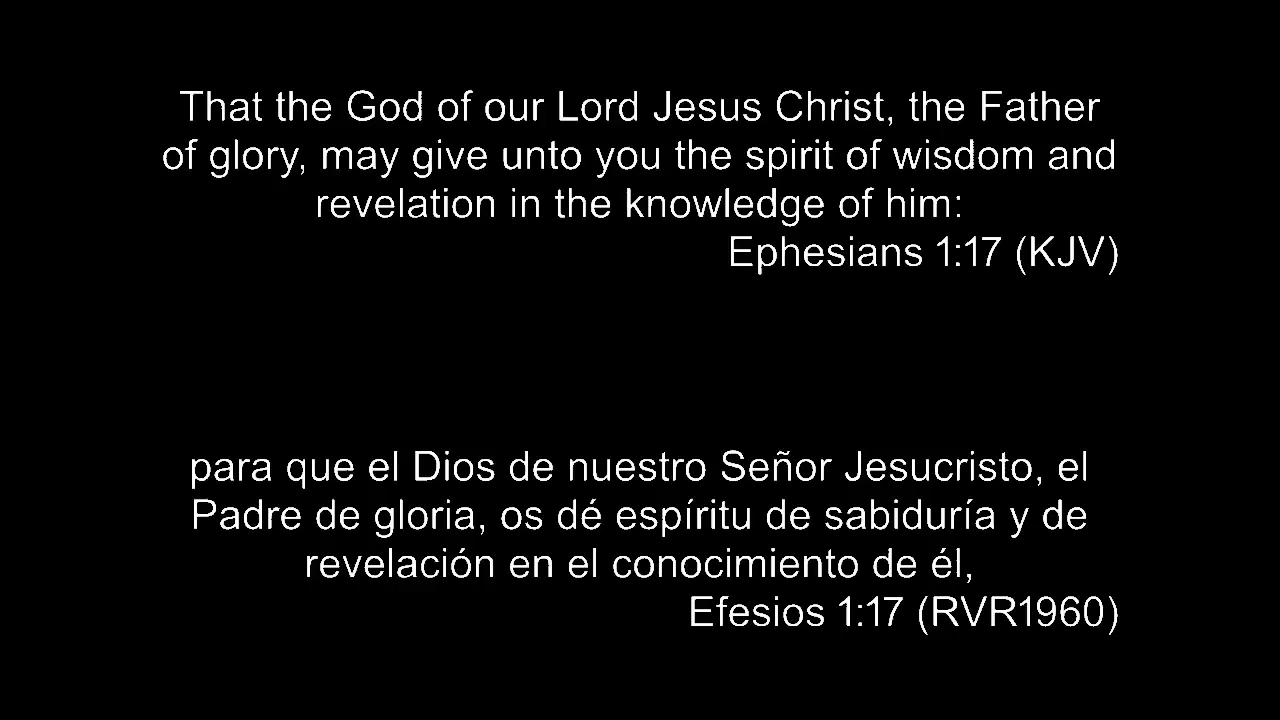 That the God of our Lord Jesus Christ, the Father
of glory, may give unto you the spirit of wisdom and
revelation in the knowledge of him:
Ephesians 1:17 (KJV)
para que el Dios de nuestro Señor Jesucristo, el
Padre de gloria, os dé espíritu de sabiduría y de
revelación en el conocimiento de él,
Efesios 1:17 (RVR1960)